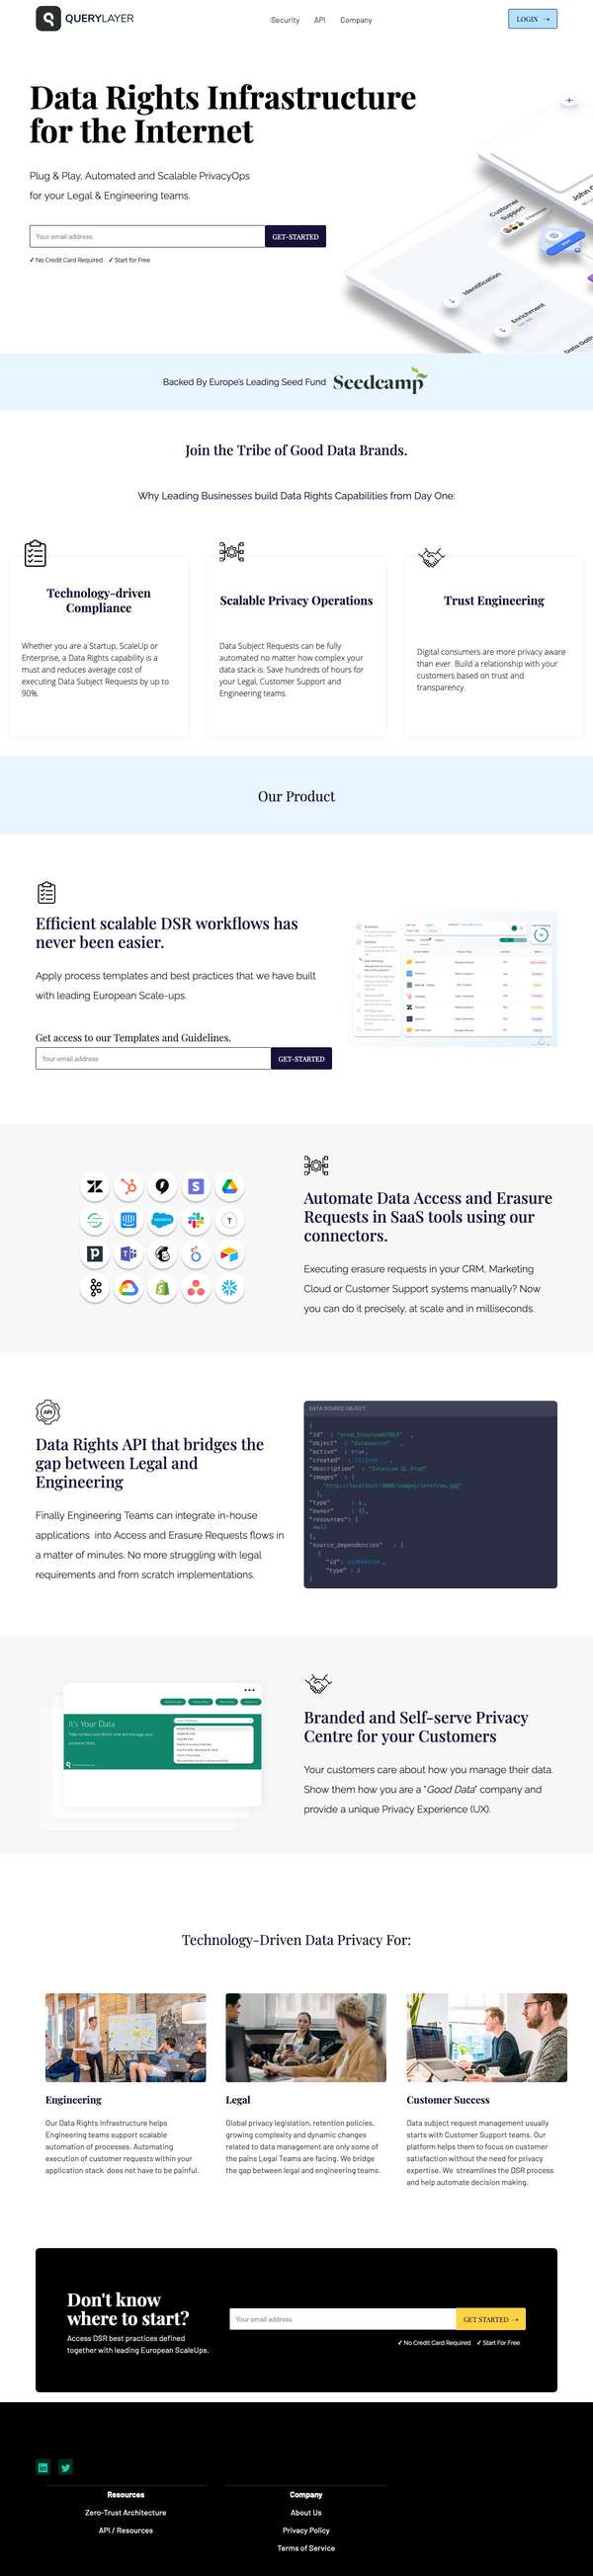 QUERYLAYER
Security API Company
LOGIN →
Data Rights Infrastructure
for the Internet
Plug & Play, Automated and Scalable PrivacyOps
for your Legal & Engineering teams.
Your email address
GET-STARTED
✓ No Credit Card Required ✓ Start for Free
Customer
Support
Identification
Enrichment
Backed By Europe's Leading Seed Fund Seedcamp
Join the Tribe of Good Data Brands.
Why Leading Businesses build Data Rights Capabilities from Day One:
Technology-driven
Compliance
Whether you are a Startup, ScaleUp or
Enterprise, a Data Rights capability is a
must and reduces average cost of
executing Data Subject Requests by up to
90%.
Scalable Privacy Operations
Data Subject Requests can be fully
automated no matter how complex your
data stack is. Save hundreds of hours for
your Legal, Customer Support and
Engineering teams.
Trust Engineering
Digital consumers are more privacy aware
than ever. Build a relationship with your
customers based on trust and
transparency.
Our Product
Efficient scalable DSR workflows has
never been easier.
Apply process templates and best practices that we have built
with leading European Scale-ups.
Get access to our Templates and Guidelines.
Your email address
GET-STARTED
Automate Data Access and Erasure
Requests in SaaS tools using our
connectors.
Executing erasure requests in your CRM, Marketing
Cloud or Customer Support systems manually? Now
you can do it precisely, at scale and in milliseconds.
API
Data Rights API that bridges the
gap between Legal and
Engineering
Finally Engineering Teams can integrate in-house
applications into Access and Erasure Requests flows in
a matter of minutes. No more struggling with legal
requirements and from scratch implementations.
DATA SOURCE OBJECT
{
"id" :
"object" : "datasource" ,
"active" : true,
"created" :
"description" : "Intercom GL Prod"
"images" : [
"http://localhost:3000/images/intercom.jpg"
],
"type" : 1,
"owner" : {},
"resources": [
null
],
"source_dependencies" : [
{
"id":
"type" : 2
}
It's Your Data
Branded and Self-serve Privacy
Centre for your Customers
Your customers care about how you manage their data.
Show them how you are a "Good Data" company and
provide a unique Privacy Experience (UX).
Technology-Driven Data Privacy For:
Engineering
Our Data Rights Infrastructure helps
Engineering teams support scalable
automation of processes. Automating
execution of customer requests within your
application stack does not have to be painful.
Legal
Global privacy legislation, retention policies,
growing complexity and dynamic changes
related to data management are only some of
the pains Legal Teams are facing. We bridge
the gap between legal and engineering teams.
Customer Success
Data subject request management usually
starts with Customer Support teams. Our
platform helps them to focus on customer
satisfaction without the need for privacy
expertise. We streamlines the DSR process
and help automate decision making.
Don't know
where to start?
Access DSR best practices defined
together with leading European ScaleUps.
Your email address
GET STARTED →
✓ No Credit Card Required ✓ Start For Free
Resources
Zero-Trust Architecture
API / Resources
Company
About Us
Privacy Policy
Terms of Service